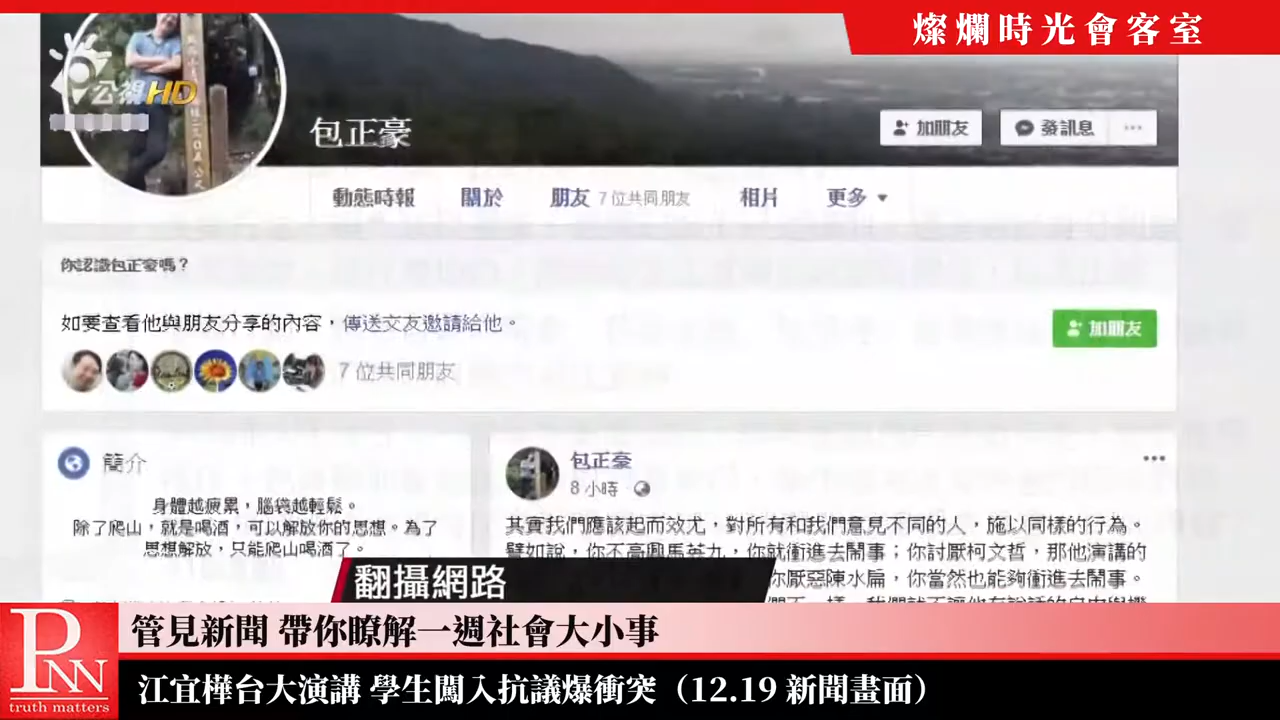 燦爛時光會客室
公視HD
包正豪
加朋友
發訊息
動態時報 關於 朋友 7 位共同朋友 相片 更多
你認識包正豪嗎？
如要查看他與朋友分享的內容，傳送交友邀請給他。
加朋友
7 位共同朋友
簡介
身體越疲累，腦袋越輕鬆。
除了爬山，就是喝酒，可以解放你的思想。為了
思想解放，只能爬山喝酒了。
包正豪
8 小時
其實我們應該起而效尤，對所有和我們意見不同的人，施以同樣的行為。
譬如說，你不高興馬英九，你就衝進去鬧事；你討厭柯文哲，那他演講的
你厭惡陳水扁，你當然也能夠衝進去鬧事。
翻攝網路
管見新聞 帶你瞭解一週社會大小事
江宜樺台大演講 學生闖入抗議爆衝突（12.19 新聞畫面）
PNN
truth matters